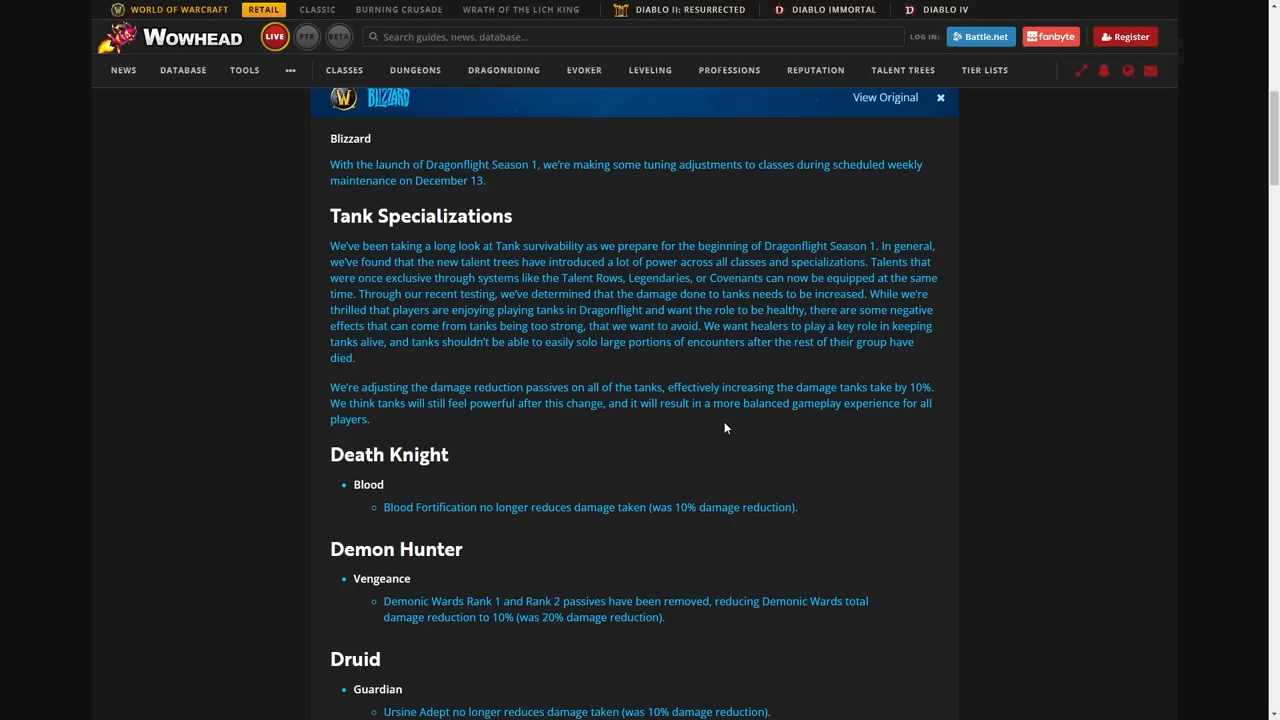 WORLD OF WARCRAFT RETAIL CLASSIC BURNING CRUSADE WRATH OF THE LICH KING DIABLO II: RESURRECTED DIABLO IMMORTAL DIABLO IV
WOWHEAD LIVE PTR BETA Search guides, news, database... LOG IN: Battle.net fanbyte Register
NEWS DATABASE TOOLS ••• CLASSES DUNGEONS DRAGONRIDING EVOKER LEVELING PROFESSIONS REPUTATION TALENT TREES TIER LISTS
BLIZZARD View Original ×
Blizzard
With the launch of Dragonflight Season 1, we're making some tuning adjustments to classes during scheduled weekly
maintenance on December 13.
Tank Specializations
We've been taking a long look at Tank survivability as we prepare for the beginning of Dragonflight Season 1. In general,
we've found that the new talent trees have introduced a lot of power across all classes and specializations. Talents that
were once exclusive through systems like the Talent Rows, Legendaries, or Covenants can now be equipped at the same
time. Through our recent testing, we've determined that the damage done to tanks needs to be increased. While we're
thrilled that players are enjoying playing tanks in Dragonflight and want the role to be healthy, there are some negative
effects that can come from tanks being too strong, that we want to avoid. We want healers to play a key role in keeping
tanks alive, and tanks shouldn't be able to easily solo large portions of encounters after the rest of their group have
died.
We're adjusting the damage reduction passives on all of the tanks, effectively increasing the damage tanks take by 10%.
We think tanks will still feel powerful after this change, and it will result in a more balanced gameplay experience for all
players.
Death Knight
• Blood
◦ Blood Fortification no longer reduces damage taken (was 10% damage reduction).
Demon Hunter
• Vengeance
◦ Demonic Wards Rank 1 and Rank 2 passives have been removed, reducing Demonic Wards total
damage reduction to 10% (was 20% damage reduction).
Druid
• Guardian
◦ Ursine Adept no longer reduces damage taken (was 10% damage reduction).